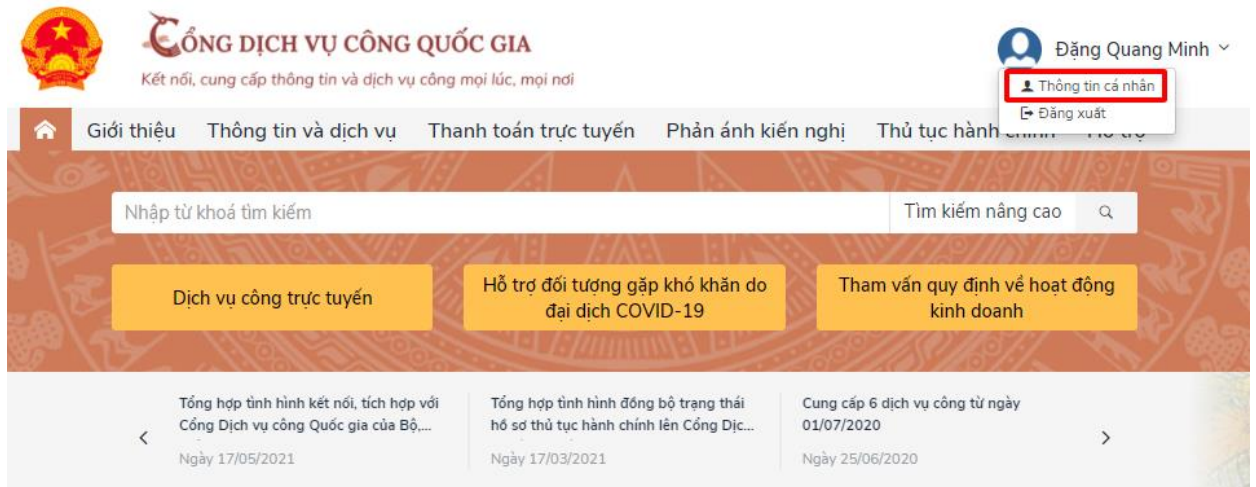 CỔNG DỊCH VỤ CÔNG QUỐC GIA
Kết nối, cung cấp thông tin và dịch vụ công mọi lúc, mọi nơi
Đặng Quang Minh
Thông tin cá nhân
Đăng xuất
Giới thiệu Thông tin và dịch vụ Thanh toán trực tuyến Phản ánh kiến nghị Thủ tục hành chính Hỗ trợ
Nhập từ khoá tìm kiếm Tìm kiếm nâng cao
Dịch vụ công trực tuyến
Hỗ trợ đối tượng gặp khó khăn do
đại dịch COVID-19
Tham vấn quy định về hoạt động
kinh doanh
Tổng hợp tình hình kết nối, tích hợp với
Cổng Dịch vụ công Quốc gia của Bộ,...
Ngày 17/05/2021
Tổng hợp tình hình đồng bộ trạng thái
hồ sơ thủ tục hành chính lên Cổng Dịc...
Ngày 17/03/2021
Cung cấp 6 dịch vụ công từ ngày
01/07/2020
Ngày 25/06/2020